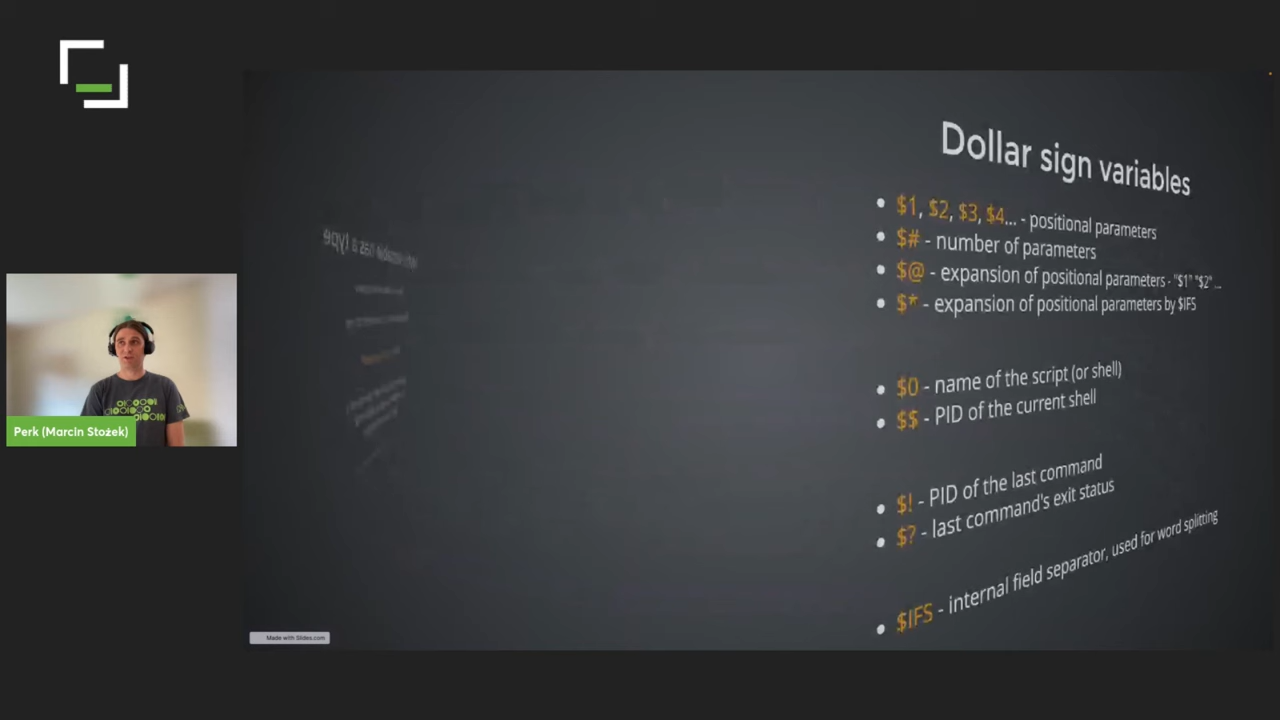 Dollar sign variables
$1, $2, $3, $4... - positional parameters
$# - number of parameters
$@ - expansion of positional parameters - "$1" "$2" ...
$* - expansion of positional parameters by $IFS
$0 - name of the script (or shell)
$$ - PID of the current shell
$! - PID of the last command
$? - last command's exit status
$IFS - internal field separator, used for word splitting
has a type
Perk (Marcin Stożek)
Made with Slides.com